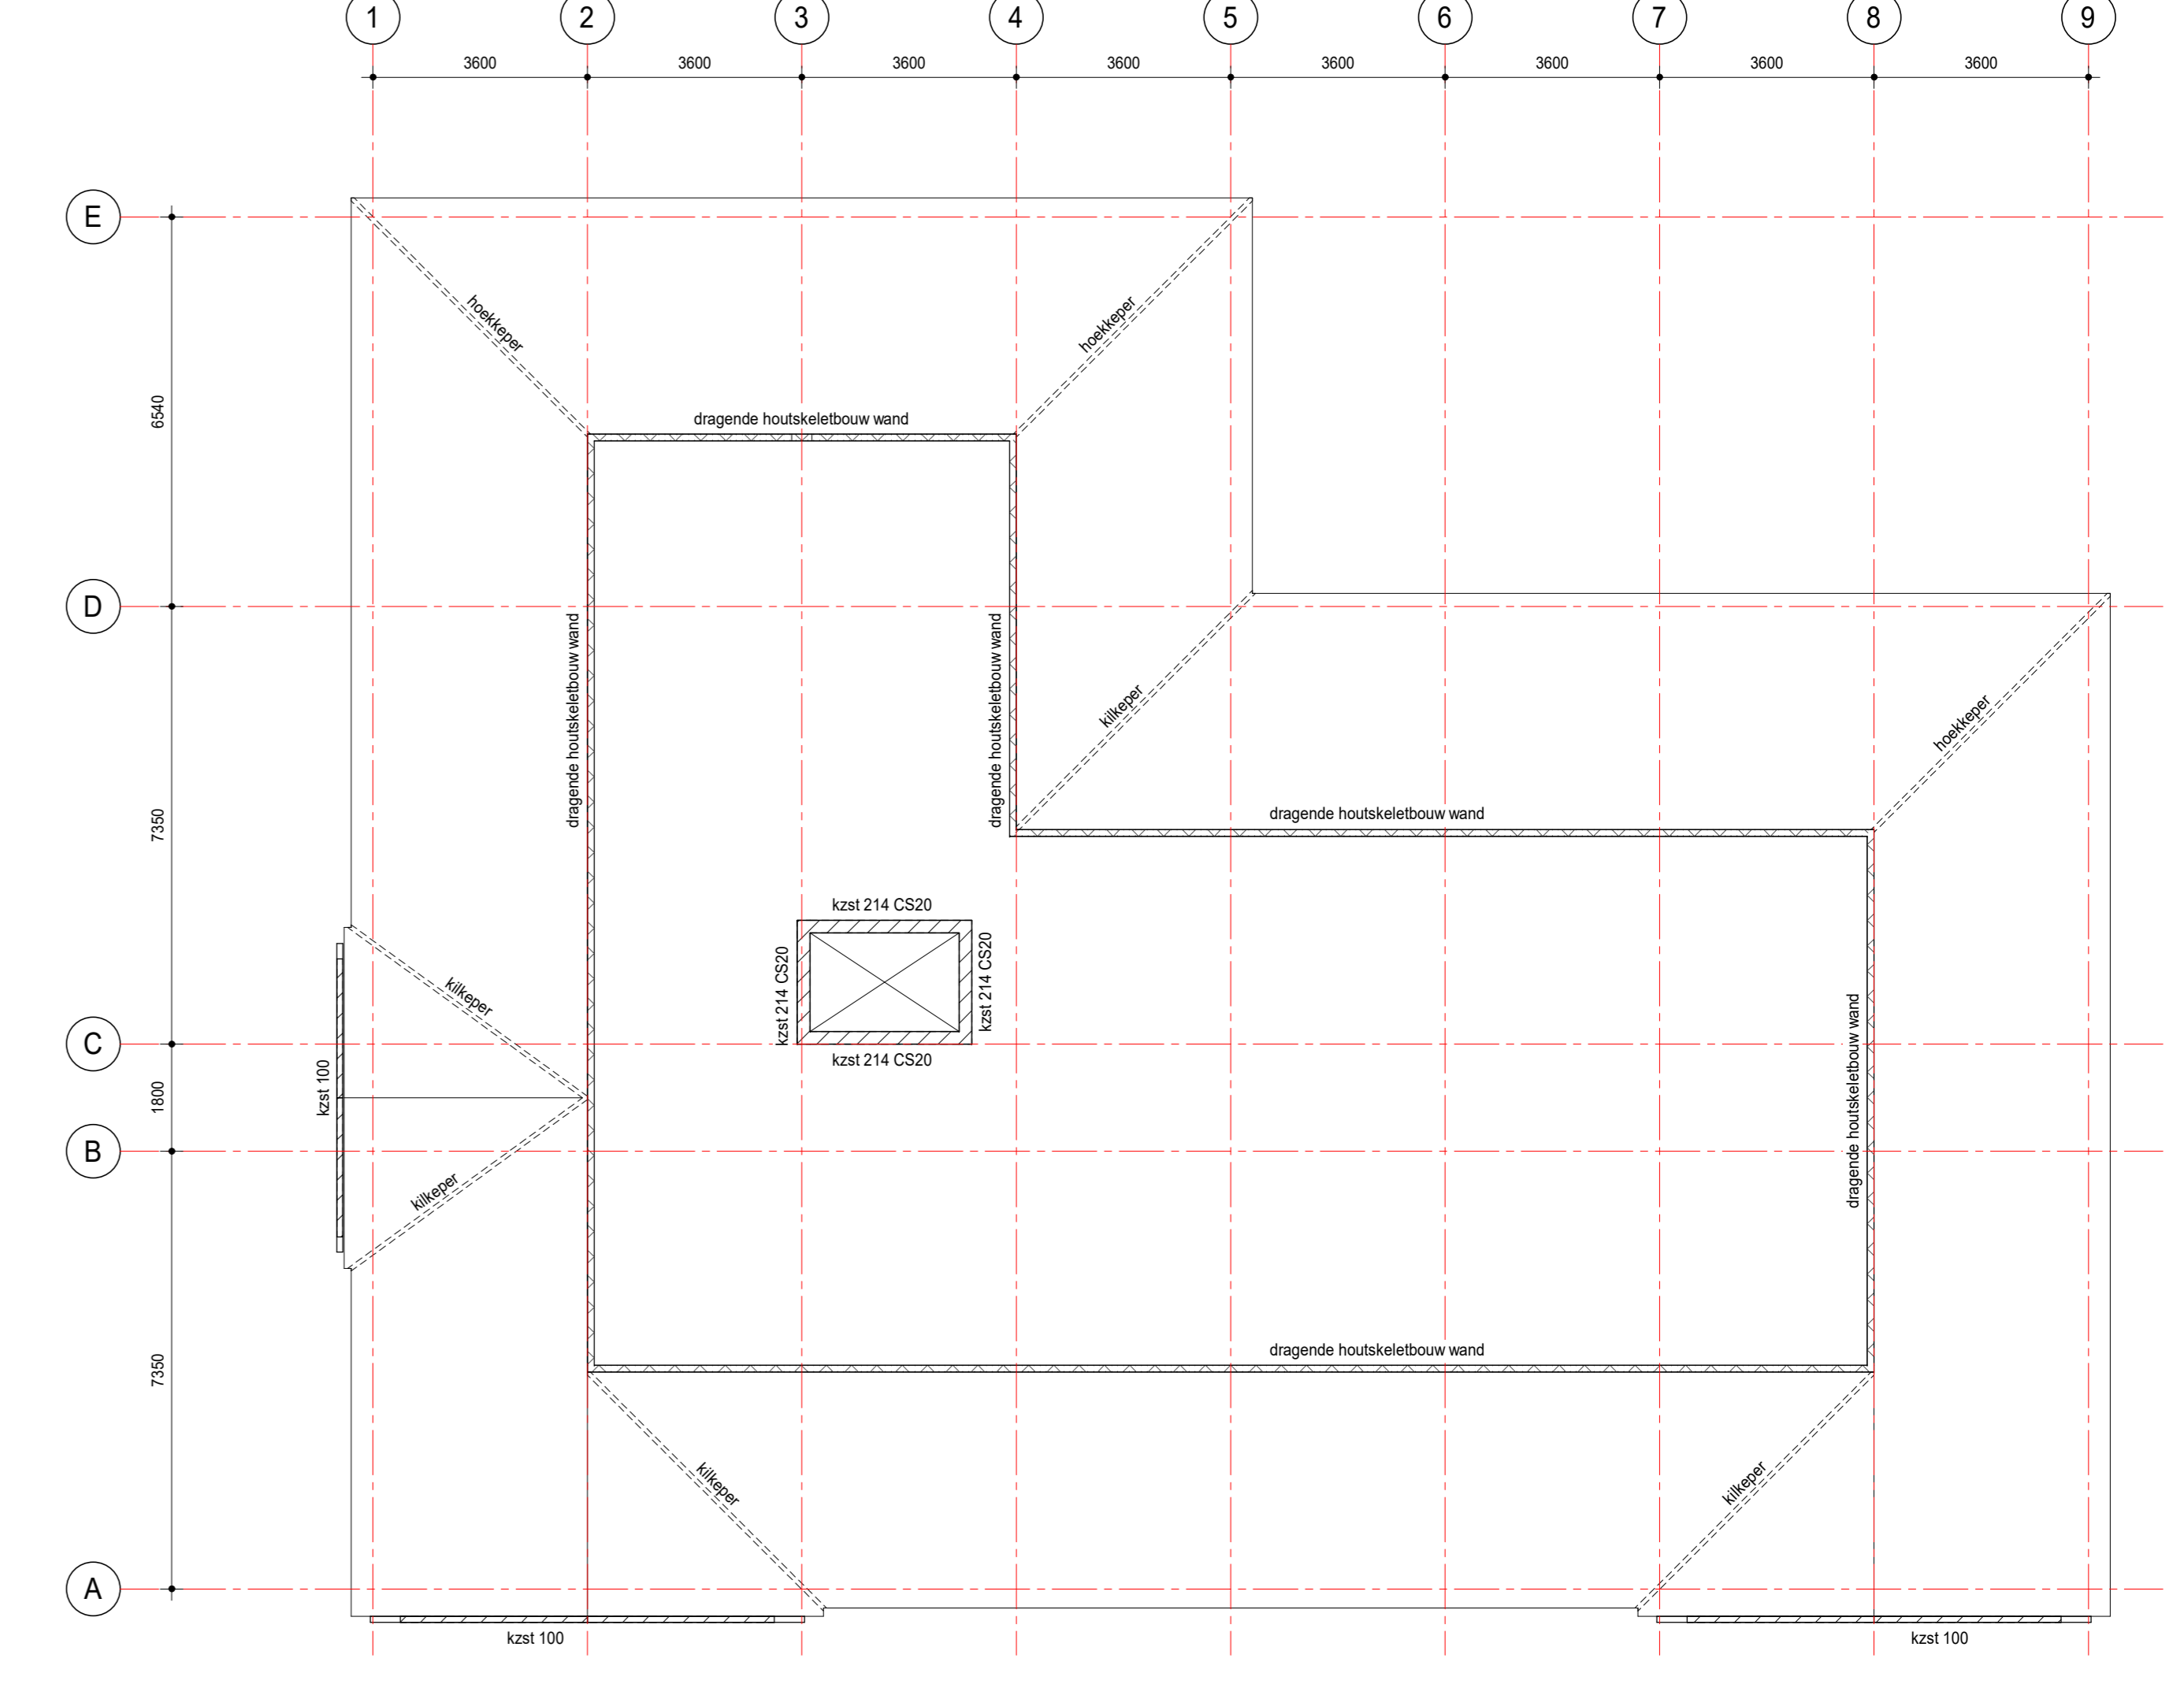 1 2 3 4 5 6 7 8 9
3600 3600 3600 3600 3600 3600 3600 3600
E
hoekkeper
hoekkeper
6540
dragende houtskeletbouw wand
D
dragende houtskeletbouw wand
dragende houtskeletbouw wand
kilkeper
hoekkeper
7350
dragende houtskeletbouw wand
kzst 214 CS20
kzst 214 CS20
kzst 214 CS20
kilkeper
C
kzst 214 CS20
dragende houtskeletbouw wand
kzst 100
1800
B
kilkeper
7350
dragende houtskeletbouw wand
kilkeper
kilkeper
A
kzst 100
kzst 100